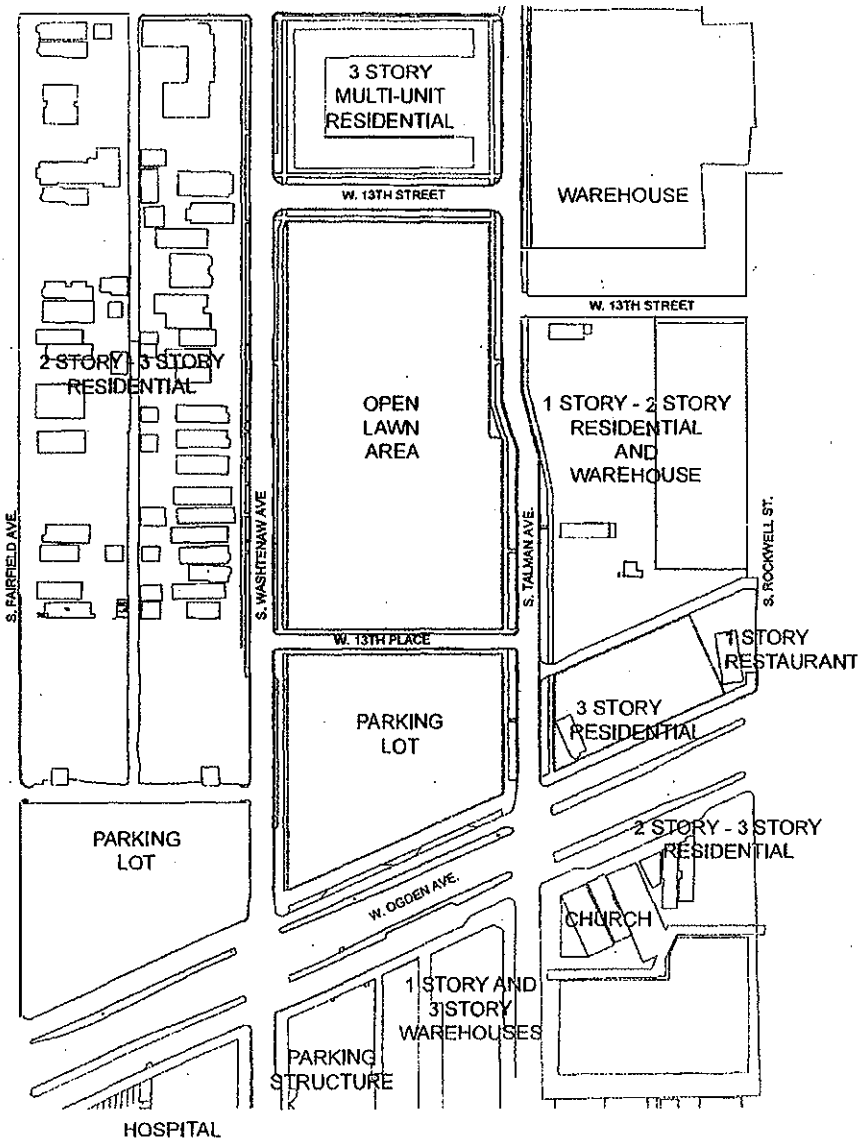 3 STORY
MULTI-UNIT
RESIDENTIAL
W. 13TH STREET
WAREHOUSE
W. 13TH STREET
2 STORY - 3 STORY
RESIDENTIAL
OPEN
LAWN
AREA
1 STORY - 2 STORY
RESIDENTIAL
AND
WAREHOUSE
S. FAIRFIELD AVE.
S. WASHTENAW AVE
S. TALMAN AVE.
S. ROCKWELL ST.
W. 13TH PLACE
1 STORY
RESTAURANT
3 STORY
RESIDENTIAL
PARKING
LOT
PARKING
LOT
2 STORY - 3 STORY
RESIDENTIAL
W. OGDEN AVE.
CHURCH
1 STORY AND
3 STORY
WAREHOUSES
PARKING
STRUCTURE
HOSPITAL